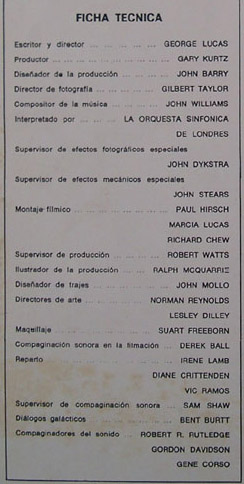 FICHA TECNICA
Escritor y director ... ... ... ... ... GEORGE LUCAS
Productor ... ... ... ... ... ... ... GARY KURTZ
Diseñador de la producción ... ... ... JOHN BARRY
Director de fotografía ... ... ... GILBERT TAYLOR
Compositor de la música ... ... ... JOHN WILLIAMS
Interpretado por ... ... ... LA ORQUESTA SINFONICA
DE LONDRES
Supervisor de efectos fotográficos especiales
JOHN DYKSTRA
Supervisor de efectos mecánicos especiales
JOHN STEARS
Montaje fílmico ... ... ... ... ... PAUL HIRSCH
MARCIA LUCAS
RICHARD CHEW
Supervisor de producción ... ... ROBERT WATTS
Ilustrador de la producción ... RALPH MCQUARRIE
Diseñador de trajes ... ... ... ... JOHN MOLLO
Directores de arte ... ... ... NORMAN REYNOLDS
LESLEY DILLEY
Maquillaje ... ... ... ... ... SUART FREEBORN
Compaginación sonora en la filmación ... DEREK BALL
Reparto ... ... ... ... ... ... ... IRENE LAMB
DIANE CRITTENDEN
VIC RAMOS
Supervisor de compaginación sonora ... SAM SHAW
Diálogos galácticos ... ... ... ... BENT BURTT
Compaginadores del sonido ... ROBERT R. RUTLEDGE
GORDON DAVIDSON
GENE CORSO